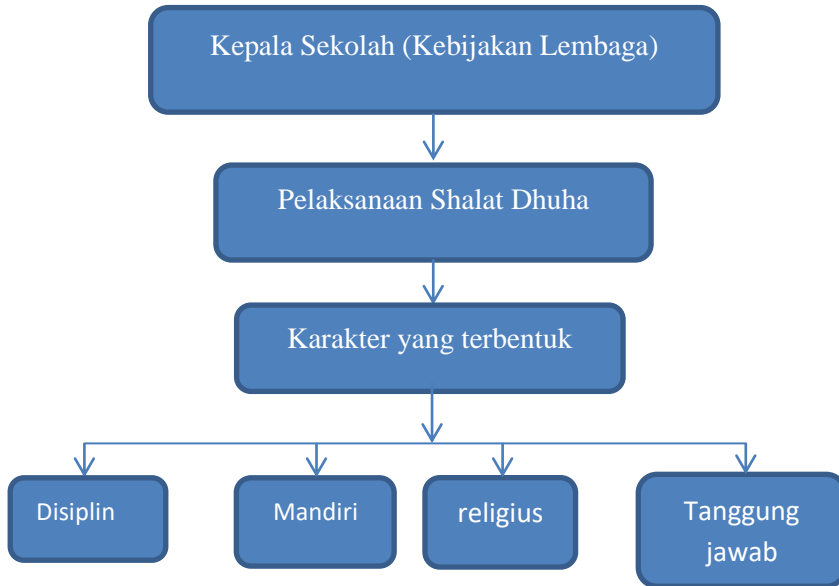 Kepala Sekolah (Kebijakan Lembaga)
Pelaksanaan Shalat Dhuha
Karakter yang terbentuk
Disiplin
Mandiri
religius
Tanggung
jawab